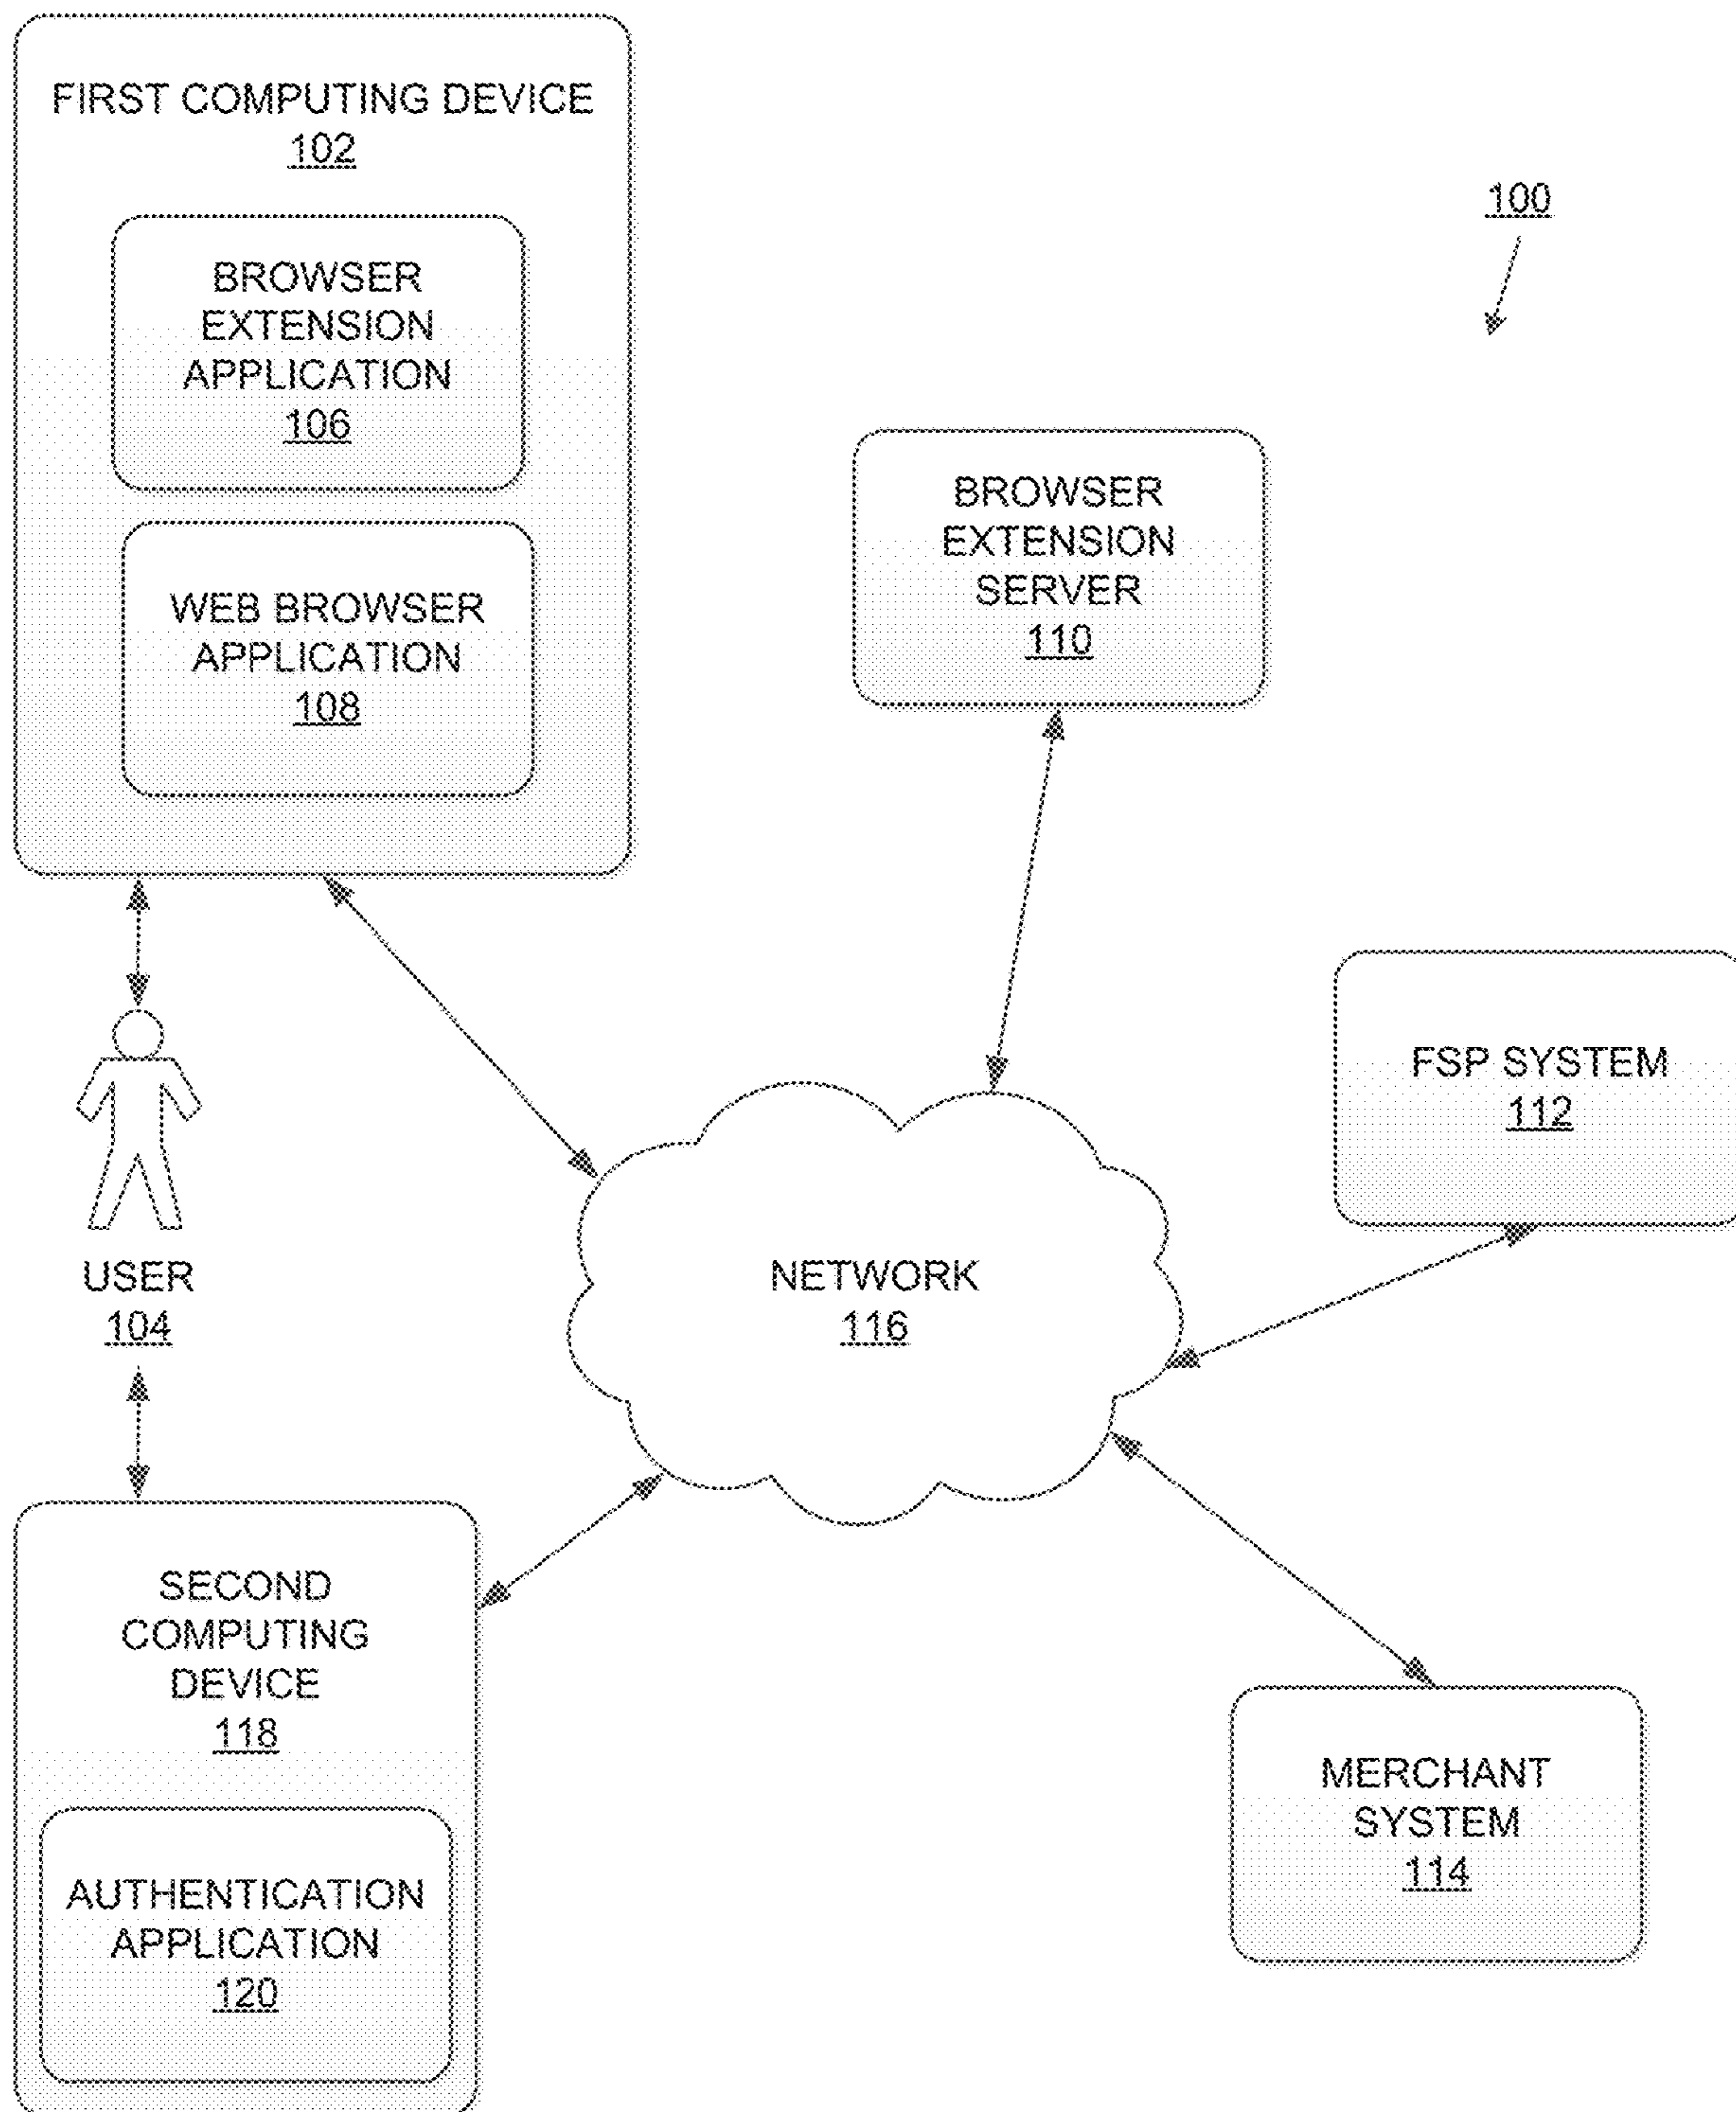 FIRST COMPUTING DEVICE
102
BROWSER
EXTENSION
APPLICATION
106
WEB BROWSER
APPLICATION
108
100
BROWSER
EXTENSION
SERVER
110
FSP SYSTEM
112
USER
104
NETWORK
116
SECOND
COMPUTING
DEVICE
118
AUTHENTICATION
APPLICATION
120
MERCHANT
SYSTEM
114